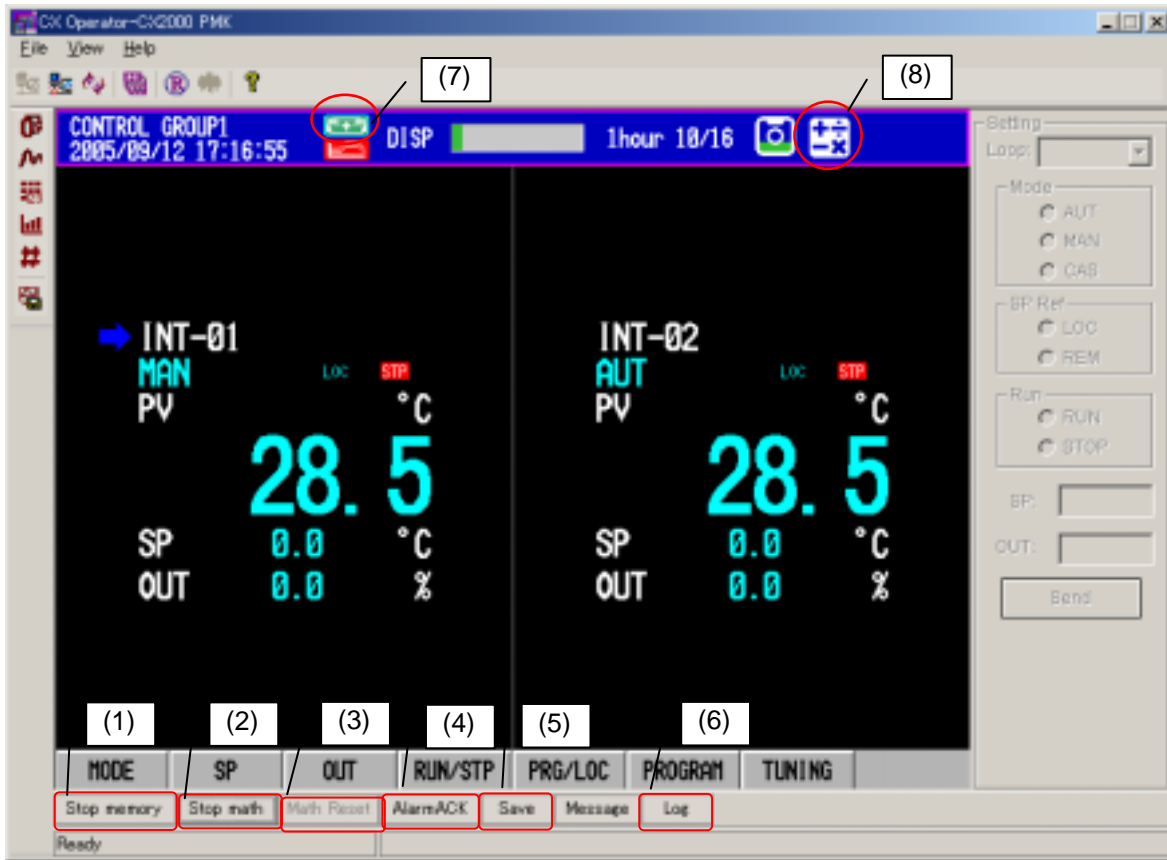 CX Operator-CX2000 PMK
File View Help
(7)
(8)
CONTROL GROUP1
2005/09/12 17:16:55
DISP
1hour 10/16
Setting
Loop:
Mode
AUT
MAN
CAS
SP Ref
LOC
REM
Run
RUN
STOP
SP:
OUT:
Send
INT-01
MAN LOC STP
PV °C
28.5
SP 0.0 °C
OUT 0.0 %
INT-02
AUT LOC STP
PV °C
28.5
SP 0.0 °C
OUT 0.0 %
(1) (2) (3) (4) (5) (6)
MODE SP OUT RUN/STP PRG/LOC PROGRAM TUNING
Stop memory Stop math Math Reset AlarmACK Save Message Log
Ready